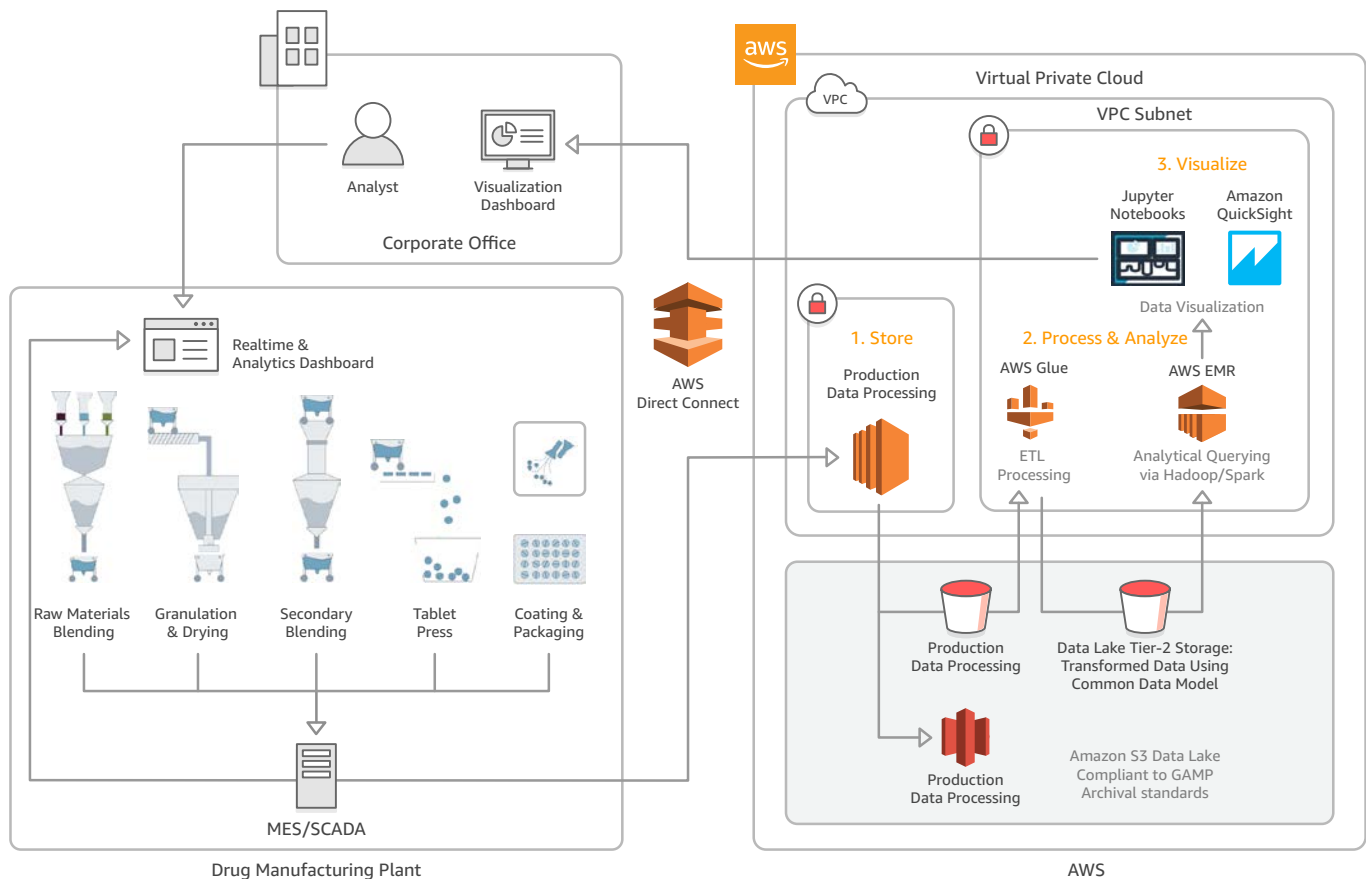 aws
Virtual Private Cloud
VPC
VPC Subnet
Analyst
Visualization
Dashboard
Corporate Office
3. Visualize
Jupyter
Notebooks
Amazon
QuickSight
Data Visualization
Realtime &
Analytics Dashboard
AWS
Direct Connect
1. Store
Production
Data Processing
2. Process & Analyze
AWS Glue
ETL
Processing
AWS EMR
Analytical Querying
via Hadoop/Spark
Raw Materials
Blending
Granulation
& Drying
Secondary
Blending
Tablet
Press
Coating &
Packaging
Production
Data Processing
Data Lake Tier-2 Storage:
Transformed Data Using
Common Data Model
Production
Data Processing
Amazon S3 Data Lake
Compliant to GAMP
Archival standards
MES/SCADA
Drug Manufacturing Plant
AWS